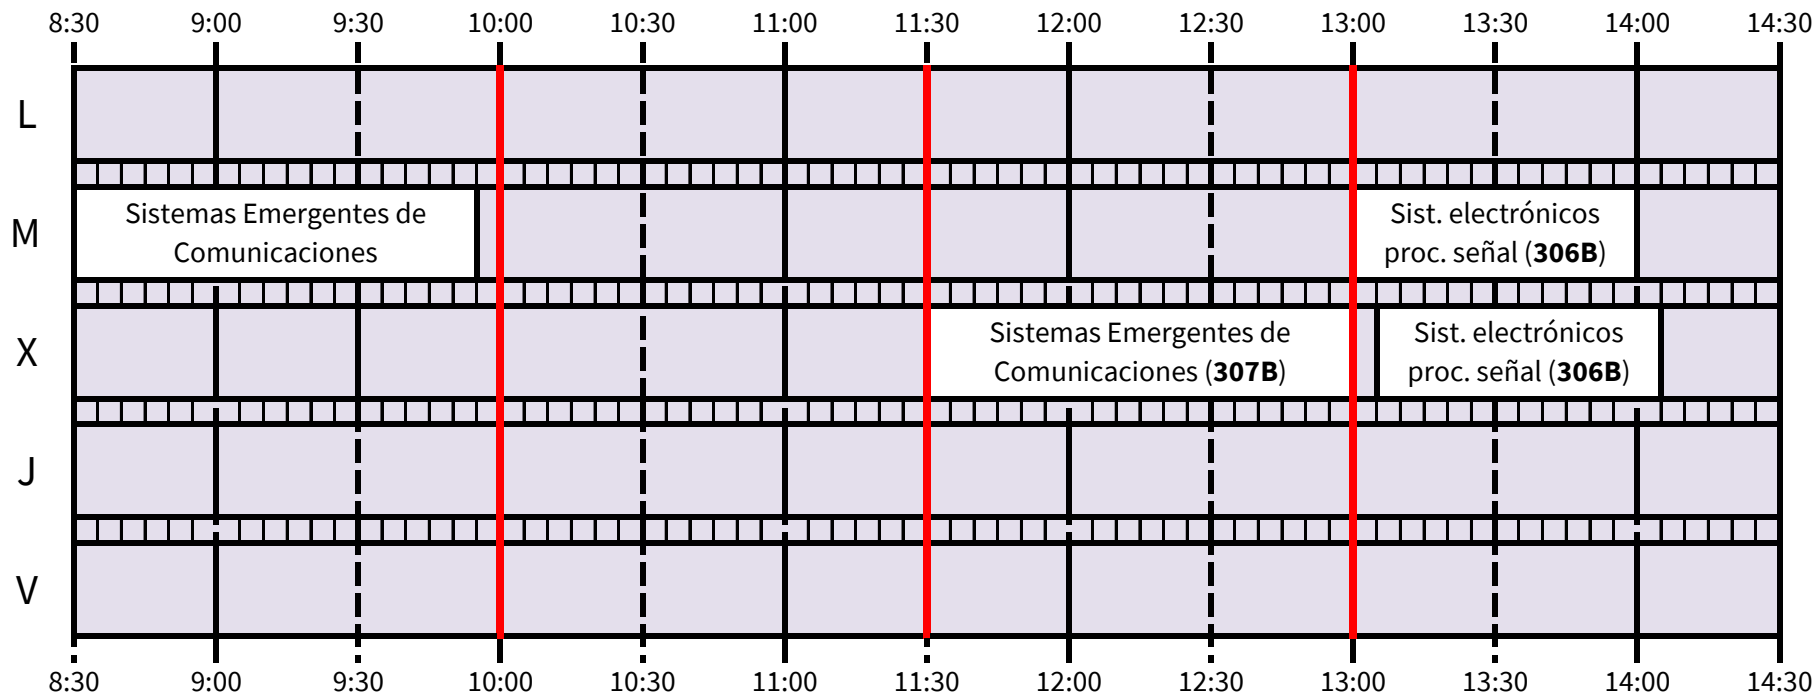 8:30 9:00 9:30 10:00 10:30 11:00 11:30 12:00 12:30 13:00 13:30 14:00 14:30
L
M
Sistemas Emergentes de
Comunicaciones
Sist. electrónicos
proc. señal (306B)
X
Sistemas Emergentes de
Comunicaciones (307B)
Sist. electrónicos
proc. señal (306B)
J
V
8:30 9:00 9:30 10:00 10:30 11:00 11:30 12:00 12:30 13:00 13:30 14:00 14:30